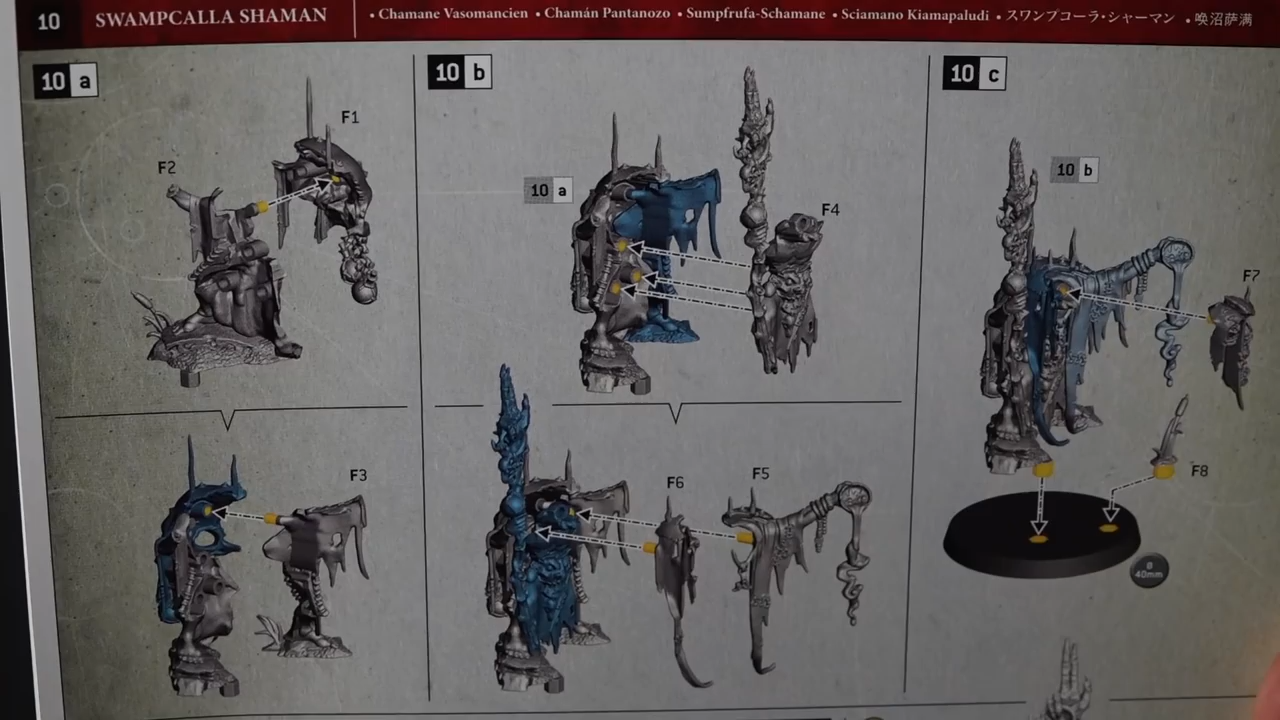 10 SWAMPCALLA SHAMAN • Chamane Vasomancien • Chamán Pantanozo • Sumpfrufa-Schamane • Sciamano Kiamapaludi • スワンプコーラ・シャーマン • 唤沼萨满
10 a
F1
F2
F3
10 b
10 a
F4
F6
F5
10 c
10 b
F7
F8
Ø
40mm